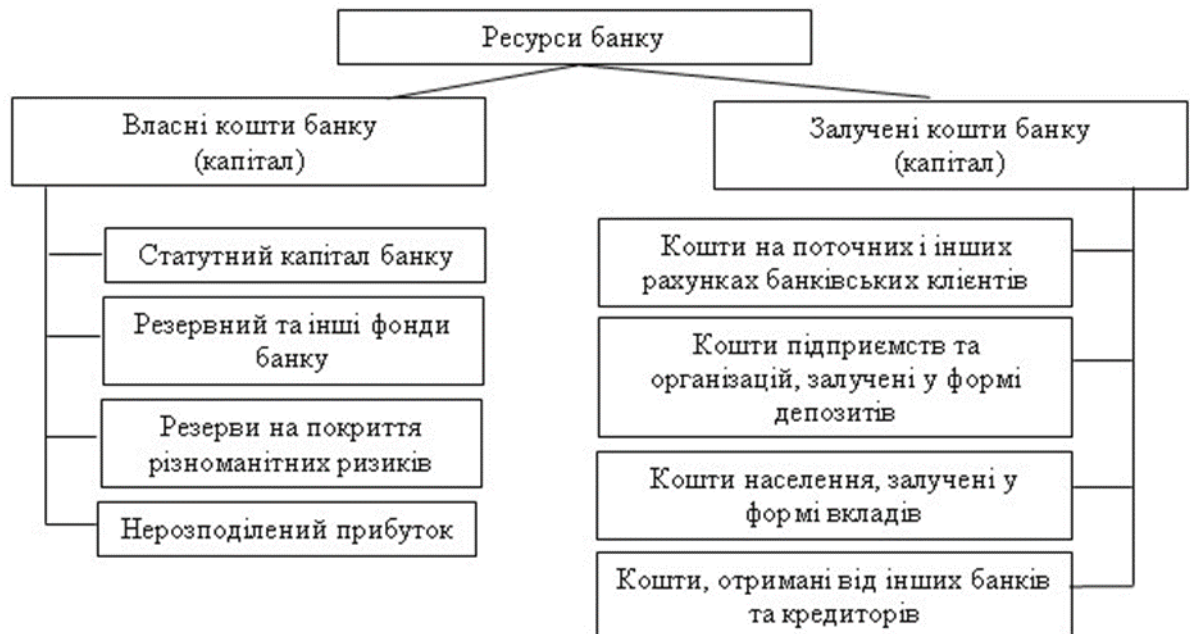 Ресурси банку
Власні кошти банку
(капітал)
Статутний капітал банку
Резервний та інші фонди
банку
Резерви на покриття
різноманітних ризиків
Нерозподілений прибуток
Залучені кошти банку
(капітал)
Кошти на поточних і інших
рахунках банківських клієнтів
Кошти підприємств та
організацій, залучені у формі
депозитів
Кошти населення, залучені у
формі вкладів
Кошти, отримані від інших банків
та кредиторів